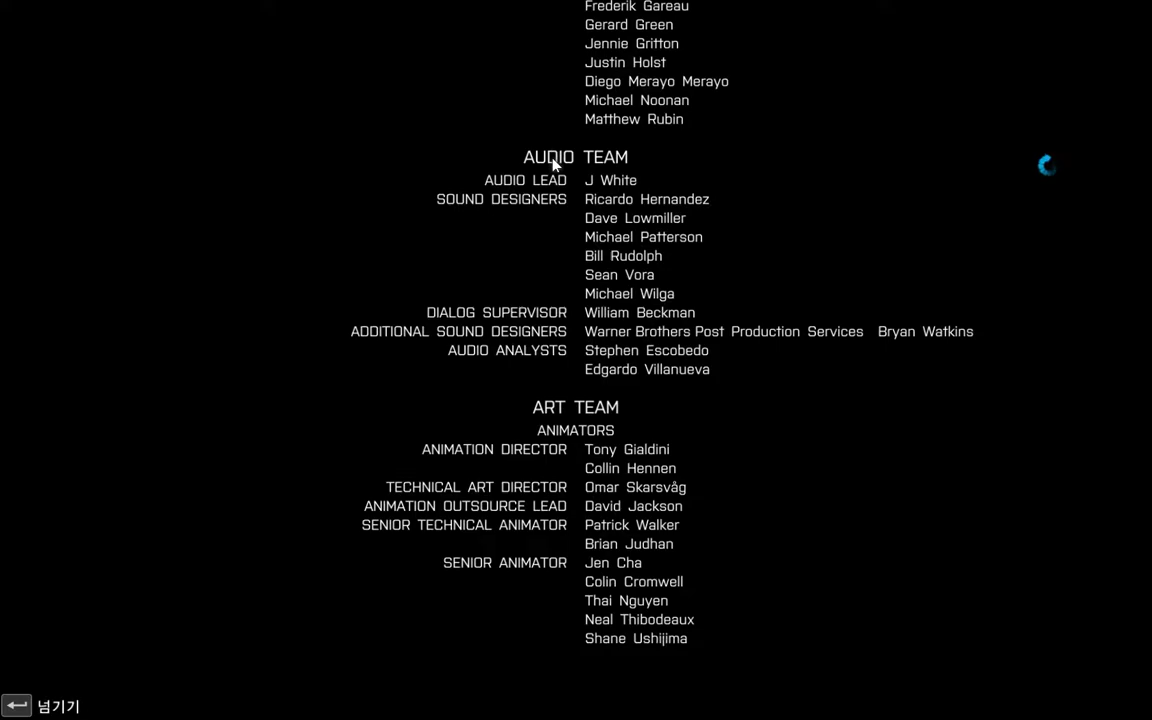 Frederik Gareau
Gerard Green
Jennie Gritton
Justin Holst
Diego Merayo Merayo
Michael Noonan
Matthew Rubin
AUDIO TEAM
AUDIO LEAD J White
SOUND DESIGNERS Ricardo Hernandez
Dave Lowmiller
Michael Patterson
Bill Rudolph
Sean Vora
Michael Wilga
DIALOG SUPERVISOR William Beckman
ADDITIONAL SOUND DESIGNERS Warner Brothers Post Production Services Bryan Watkins
AUDIO ANALYSTS Stephen Escobedo
Edgardo Villanueva
ART TEAM
ANIMATORS
ANIMATION DIRECTOR Tony Gialdini
Collin Hennen
TECHNICAL ART DIRECTOR Omar Skarsvåg
ANIMATION OUTSOURCE LEAD David Jackson
SENIOR TECHNICAL ANIMATOR Patrick Walker
Brian Judhan
SENIOR ANIMATOR Jen Cha
Colin Cromwell
Thai Nguyen
Neal Thibodeaux
Shane Ushijima
넘기기